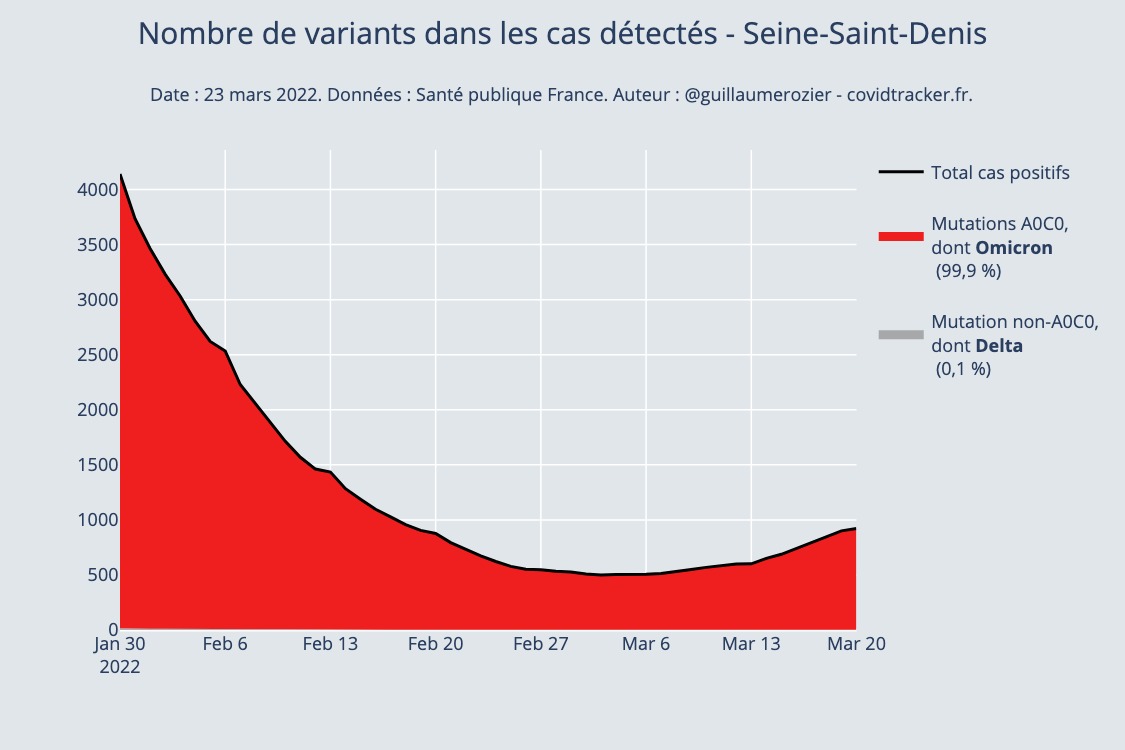 Nombre de variants dans les cas détectés - Seine-Saint-Denis
Date : 23 mars 2022. Données : Santé publique France. Auteur : @guillaumerozier - covidtracker.fr.
Total cas positifs
Mutations A0C0,
dont Omicron
(99,9 %)
Mutation non-A0C0,
dont Delta
(0,1 %)
4000
3500
3000
2500
2000
1500
1000
500
0
Jan 30 Feb 6 Feb 13 Feb 20 Feb 27 Mar 6 Mar 13 Mar 20
2022